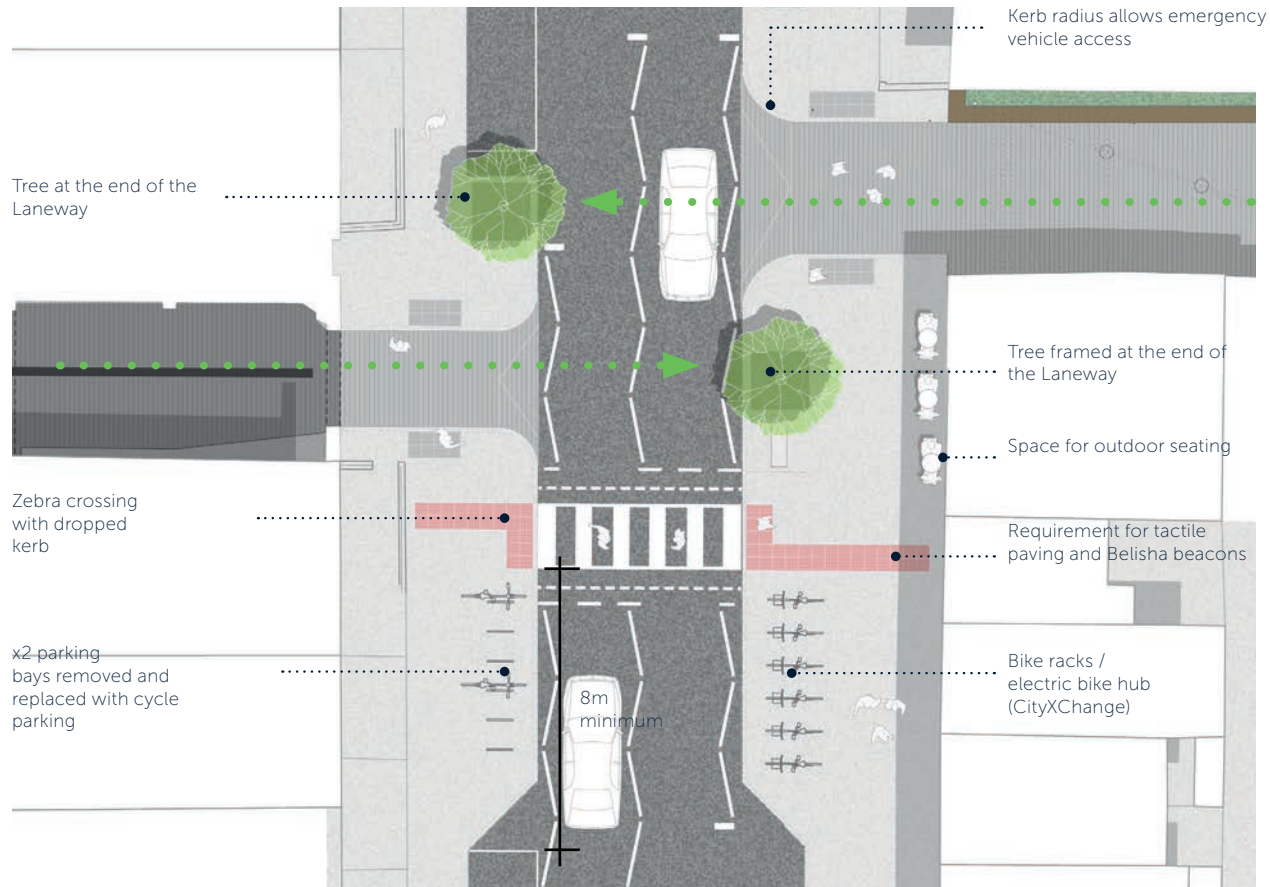 Kerb radius allows emergency
vehicle access
Tree at the end of the
Laneway
Tree framed at the end of
the Laneway
Space for outdoor seating
Zebra crossing
with dropped
kerb
Requirement for tactile
paving and Belisha beacons
x2 parking
bays removed and
replaced with cycle
parking
8m
minimum
Bike racks /
electric bike hub
(CityXChange)